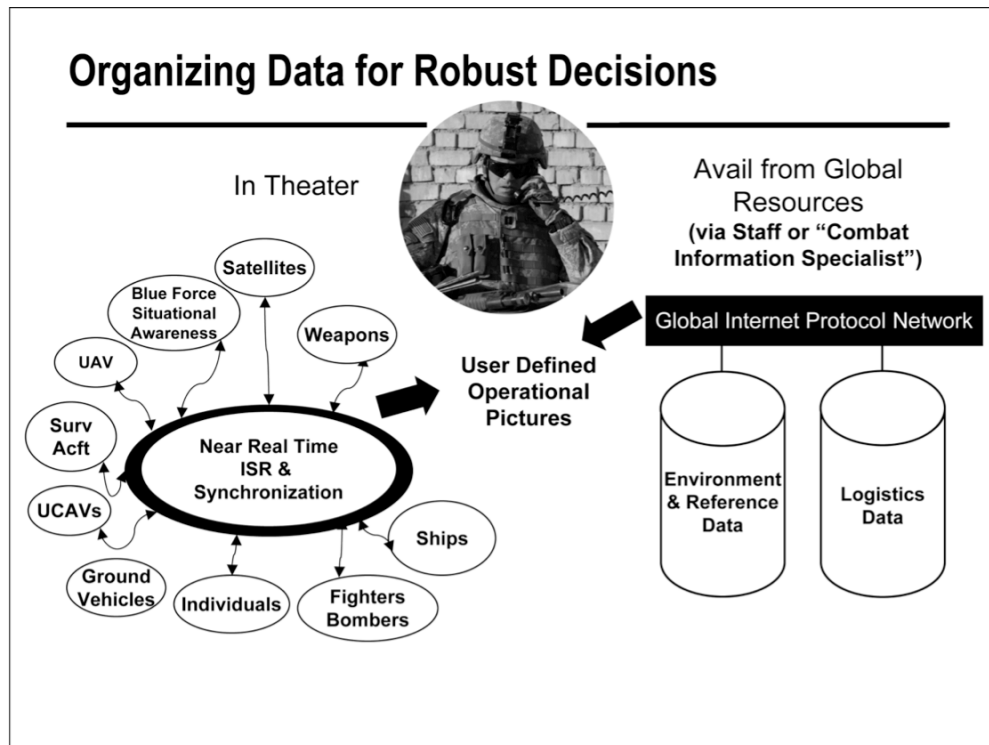 Organizing Data for Robust Decisions
In Theater
Avail from Global
Resources
(via Staff or “Combat
Information Specialist”)
Satellites
Blue Force
Situational
Awareness
Weapons
UAV
Surv
Acft
UCAVs
Ground
Vehicles
Individuals
Fighters
Bombers
Ships
Near Real Time
ISR &
Synchronization
User Defined
Operational
Pictures
Global Internet Protocol Network
Environment
& Reference
Data
Logistics
Data